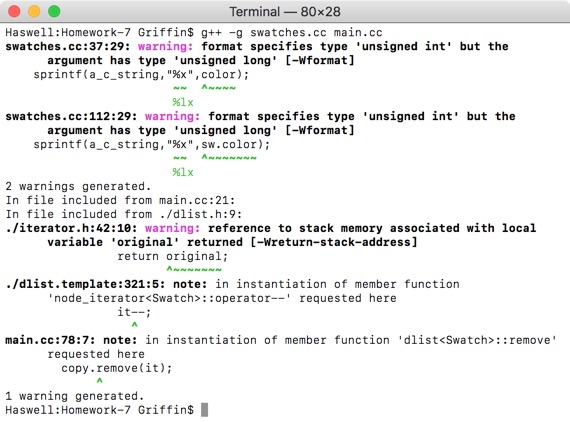 Terminal — 80×28
Haswell:Homework-7 Griffin$ g++ -g swatches.cc main.cc
swatches.cc:37:29: warning: format specifies type 'unsigned int' but the
      argument has type 'unsigned long' [-Wformat]
    sprintf(a_c_string,"%x",color);
                        ~~  ^~~~~
                        %lx
swatches.cc:112:29: warning: format specifies type 'unsigned int' but the
      argument has type 'unsigned long' [-Wformat]
    sprintf(a_c_string,"%x",sw.color);
                        ~~  ^~~~~~~~
                        %lx
2 warnings generated.
In file included from main.cc:21:
In file included from ./dlist.h:9:
./iterator.h:42:10: warning: reference to stack memory associated with local
      variable 'original' returned [-Wreturn-stack-address]
                return original;
                       ^~~~~~~~
./dlist.template:321:5: note: in instantiation of member function
      'node_iterator<Swatch>::operator--' requested here
                it--;
                  ^
main.cc:78:7: note: in instantiation of member function 'dlist<Swatch>::remove'
      requested here
        copy.remove(it);
             ^
1 warning generated.
Haswell:Homework-7 Griffin$